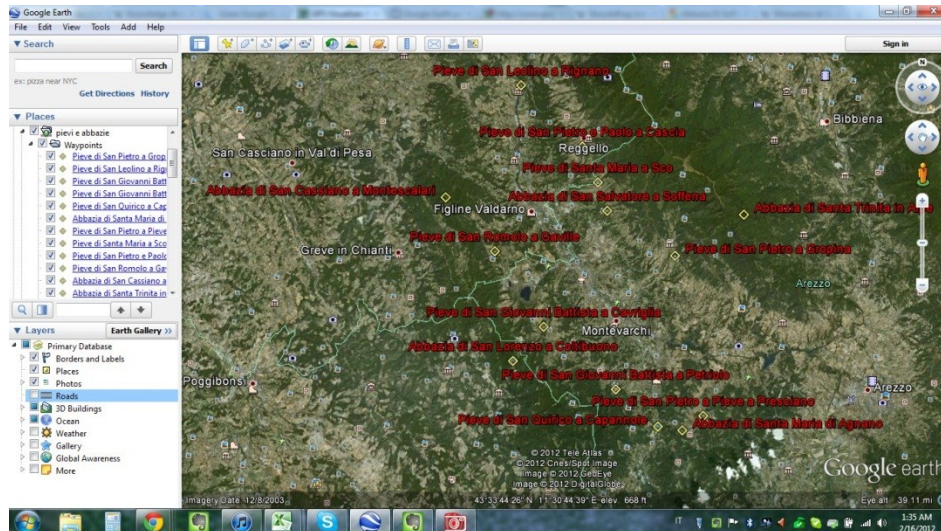 Google Earth
File Edit View Tools Add Help
Search
Sign in
Search
ex: pizza near NYC
Get Directions History
Places
pievi e abbazie
Waypoints
Pieve di San Pietro a Grop
Pieve di San Leolino a Rign
Pieve di San Giovanni Batt
Pieve di San Giovanni Batt
Pieve di San Quirico a Cap
Abbazia di Santa Maria di
Pieve di San Pietro a Pieve
Pieve di Santa Maria a Sco
Pieve di San Pietro e Paolo
Pieve di San Romolo a Ga
Abbazia di San Cassiano a
Abbazia di Santa Trinita in
Layers
Earth Gallery >>
Primary Database
Borders and Labels
Places
Photos
Roads
3D Buildings
Ocean
Weather
Gallery
Global Awareness
More
N
Pieve di San Leolino a Rignano
Bibbiena
Pieve di San Pietro e Paolo a Cascia
Reggello
San Casciano in Val di Pesa
Pieve di Santa Maria a Sco
Abbazia di San Cassiano a Montescalari
Abbazia di San Salvatore a Soffena
Figline Valdarno
Abbazia di Santa Trinita in
Pieve di San Romolo a Gaville
Greve in Chianti
Pieve di San Pietro a Gropina
Arezzo
Pieve di San Giovanni Battista a Cavriglia
Montevarchi
Abbazia di San Lorenzo a Coltibuono
Pieve di San Giovanni Battista a Petriolo
Poggibonsi
Arezzo
Pieve di San Pietro a Pieve a Presciano
Pieve di San Quirico a Capannole
Abbazia di Santa Maria di Agnano
© 2012 Tele Atlas
© 2012 Cnes/Spot Image
Image © 2012 GeoEye
Image © 2012 DigitalGlobe
Google earth
Imagery Date: 12/8/2003
43°33'44.26" N 11°30'44.39" E elev 668 ft
Eye alt 39.11 mi
IT
1:35 AM
2/16/2012